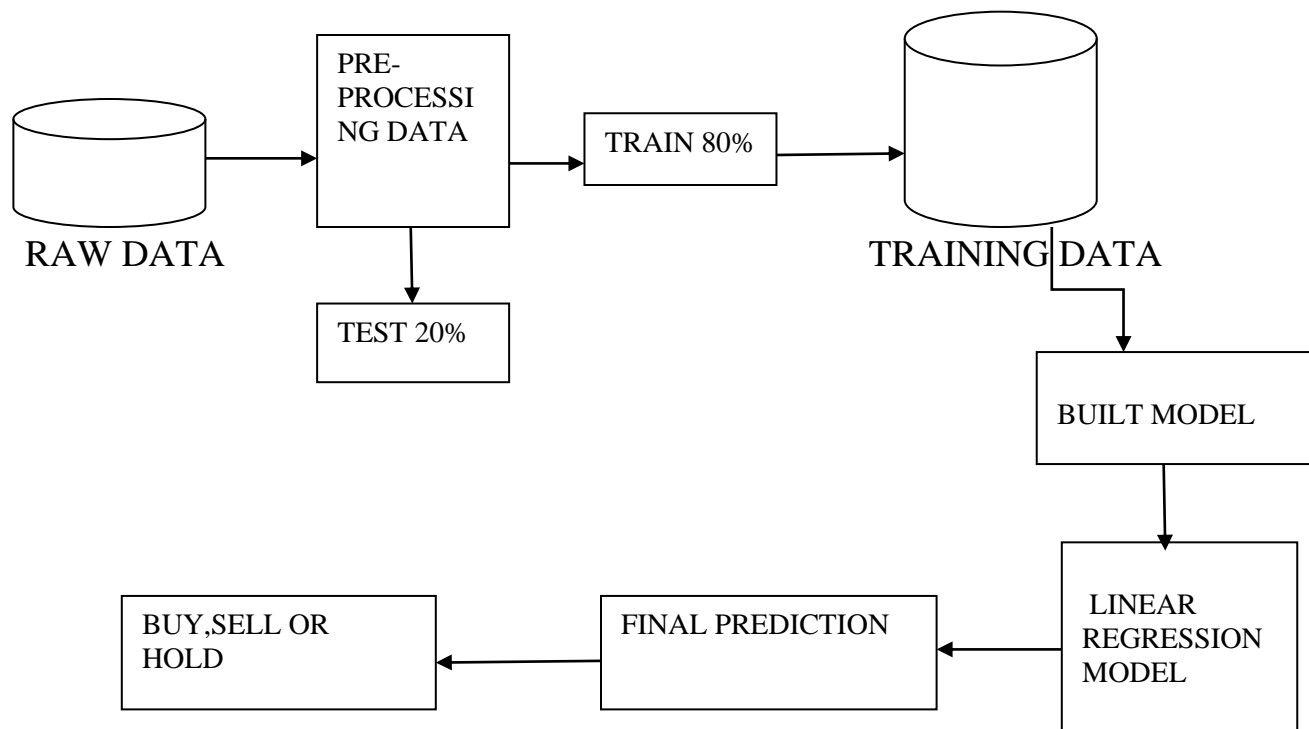 PRE-
PROCESSI
NG DATA
TRAIN 80%
RAW DATA
TRAINING DATA
TEST 20%
BUILT MODEL
LINEAR
REGRESSION
MODEL
FINAL PREDICTION
BUY,SELL OR
HOLD